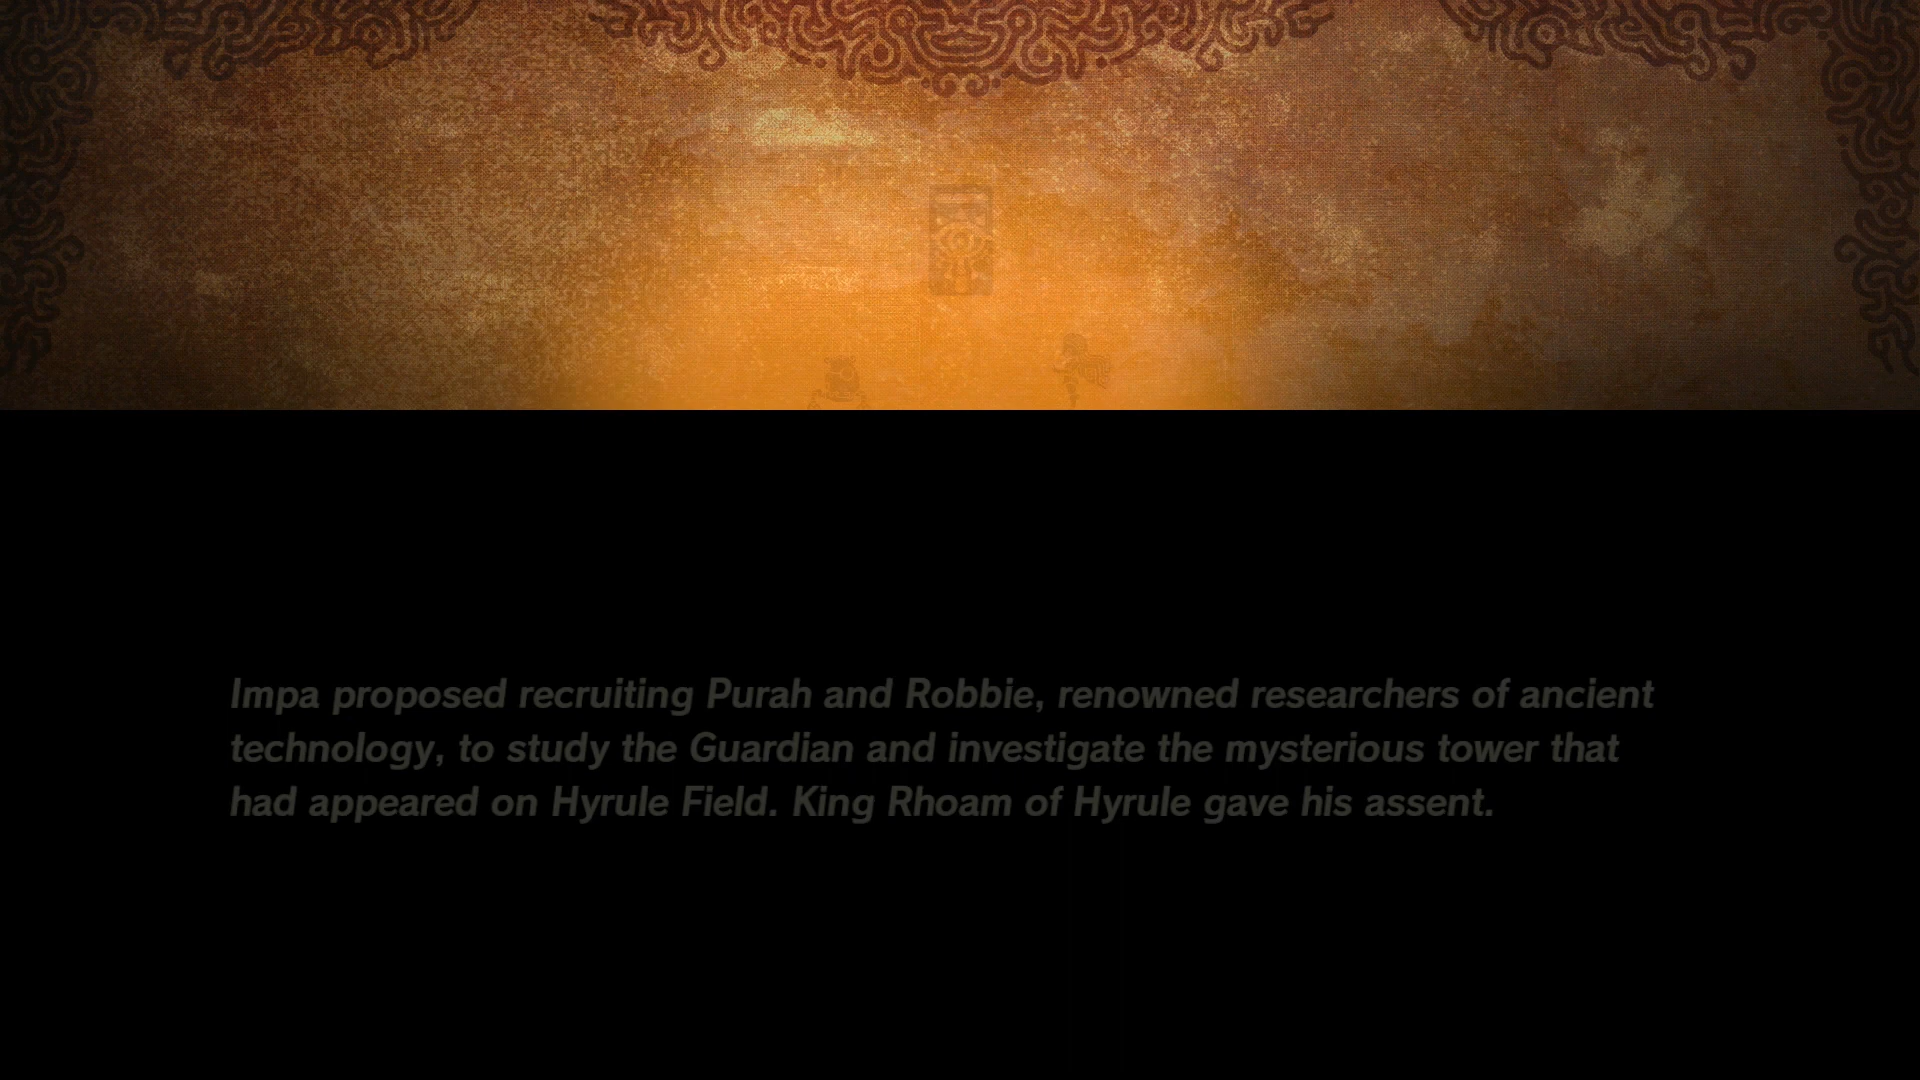 Impa proposed recruiting Purah and Robbie, renowned researchers of ancient
technology, to study the Guardian and investigate the mysterious tower that
had appeared on Hyrule Field. King Rhoam of Hyrule gave his assent.